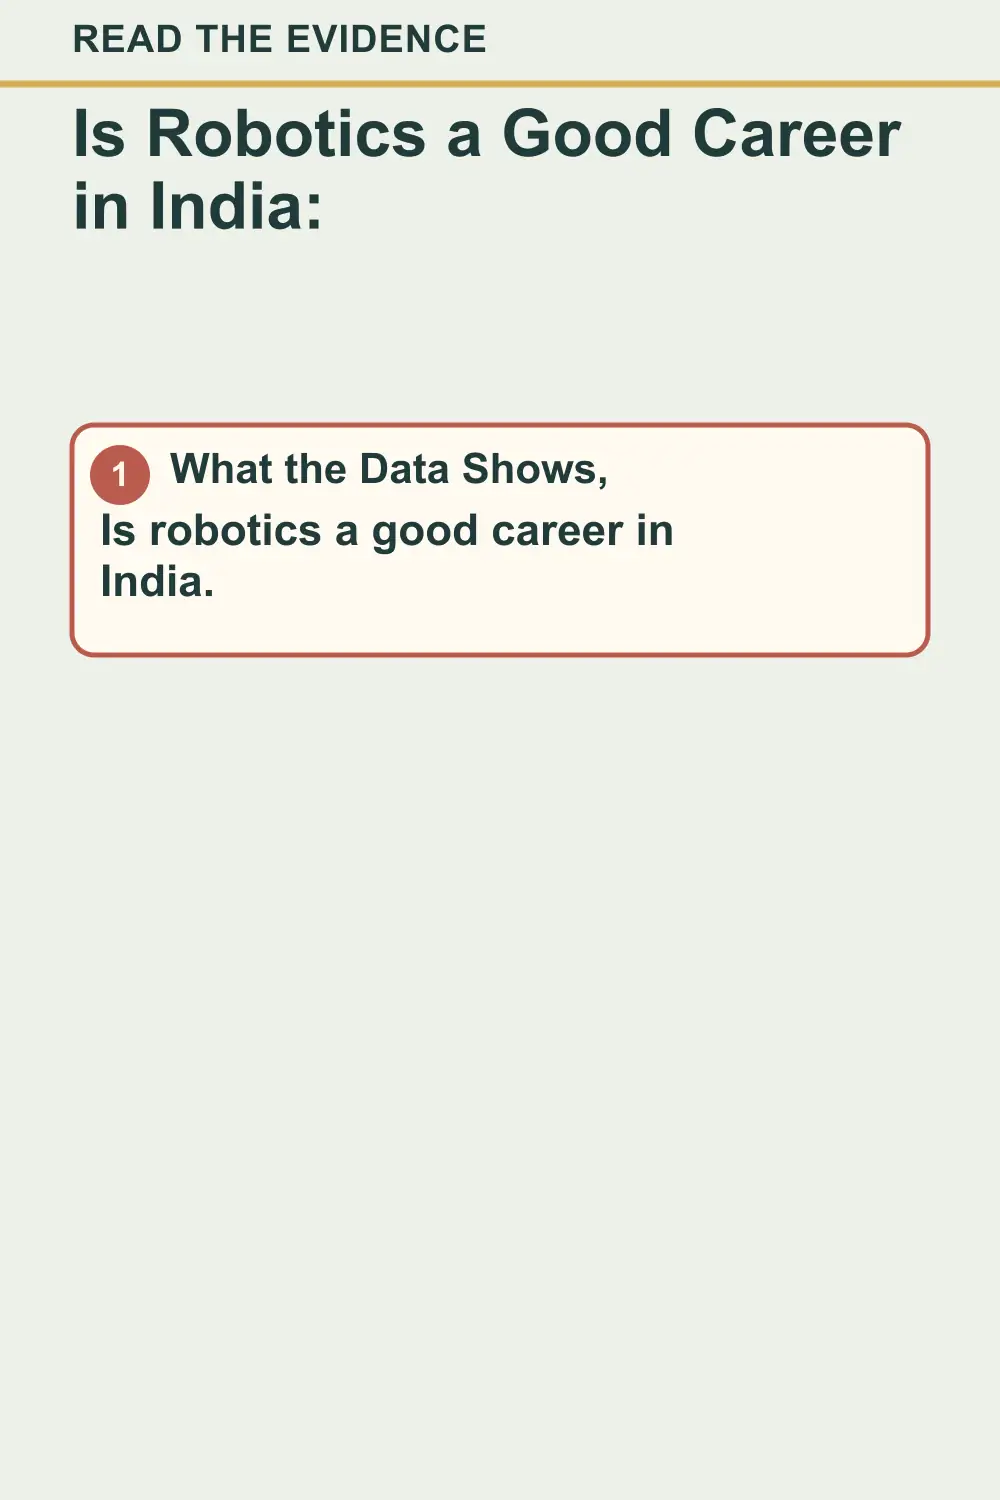 READ THE EVIDENCE
Is Robotics a Good Career
in India:
1 What the Data Shows,
Is robotics a good career in
India.